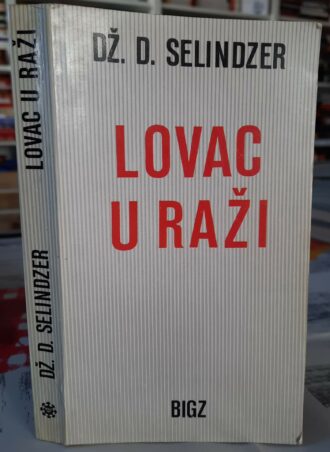 DŽ. D. SELINDZER
LOVAC
U RAŽI
BIGZ
DŽ. D. SELINDZER LOVAC U RAŽI